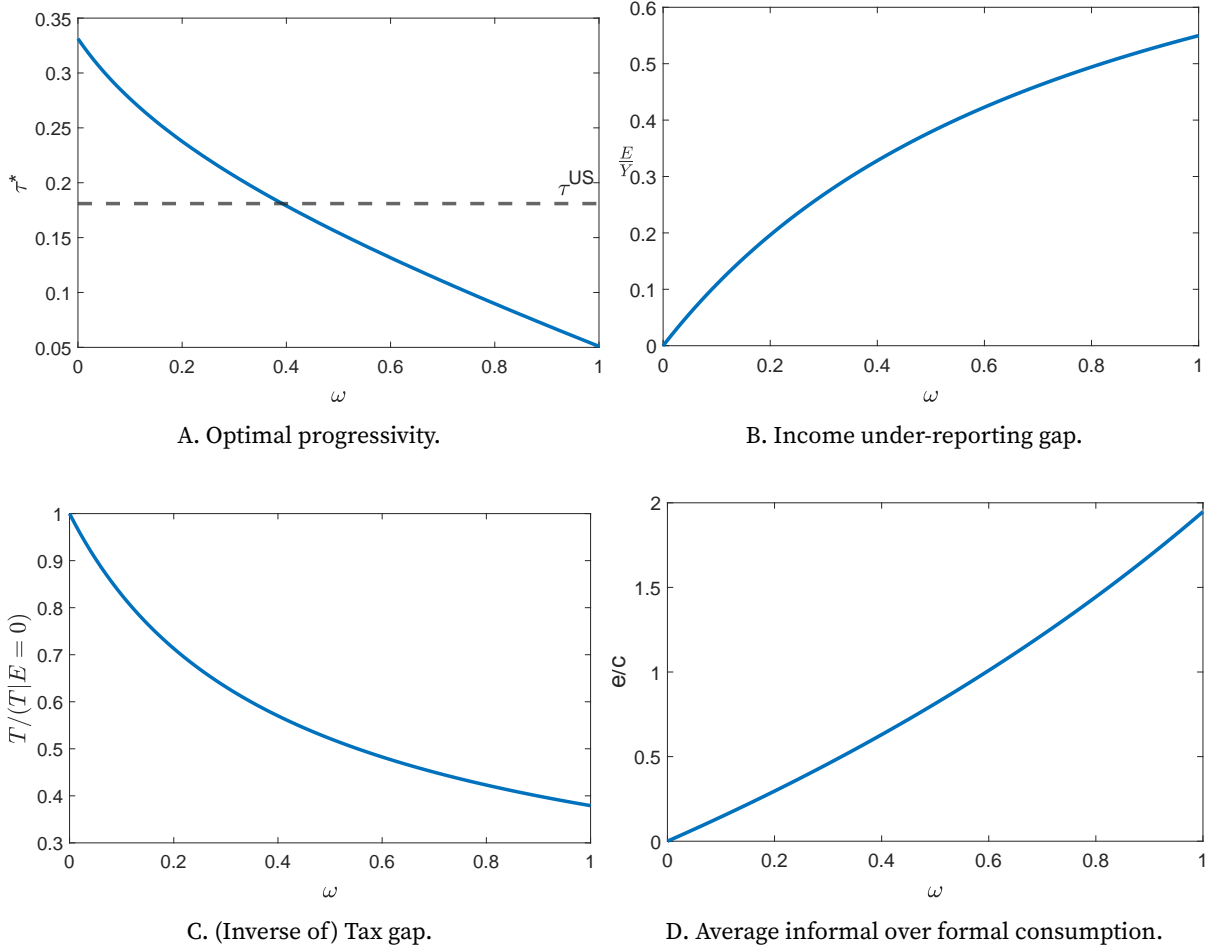 0.35
0.3
0.25
0.2
0.15
0.1
0.05
τ*
τUS
0 0.2 0.4 0.6 0.8 1
ω
A. Optimal progressivity.
0.6
0.5
0.4
0.3
0.2
0.1
0
E/Y
0 0.2 0.4 0.6 0.8 1
ω
B. Income under-reporting gap.
1
0.9
0.8
0.7
0.6
0.5
0.4
0.3
T/(T|E = 0)
0 0.2 0.4 0.6 0.8 1
ω
C. (Inverse of) Tax gap.
2
1.5
1
0.5
0
e/c
0 0.2 0.4 0.6 0.8 1
ω
D. Average informal over formal consumption.